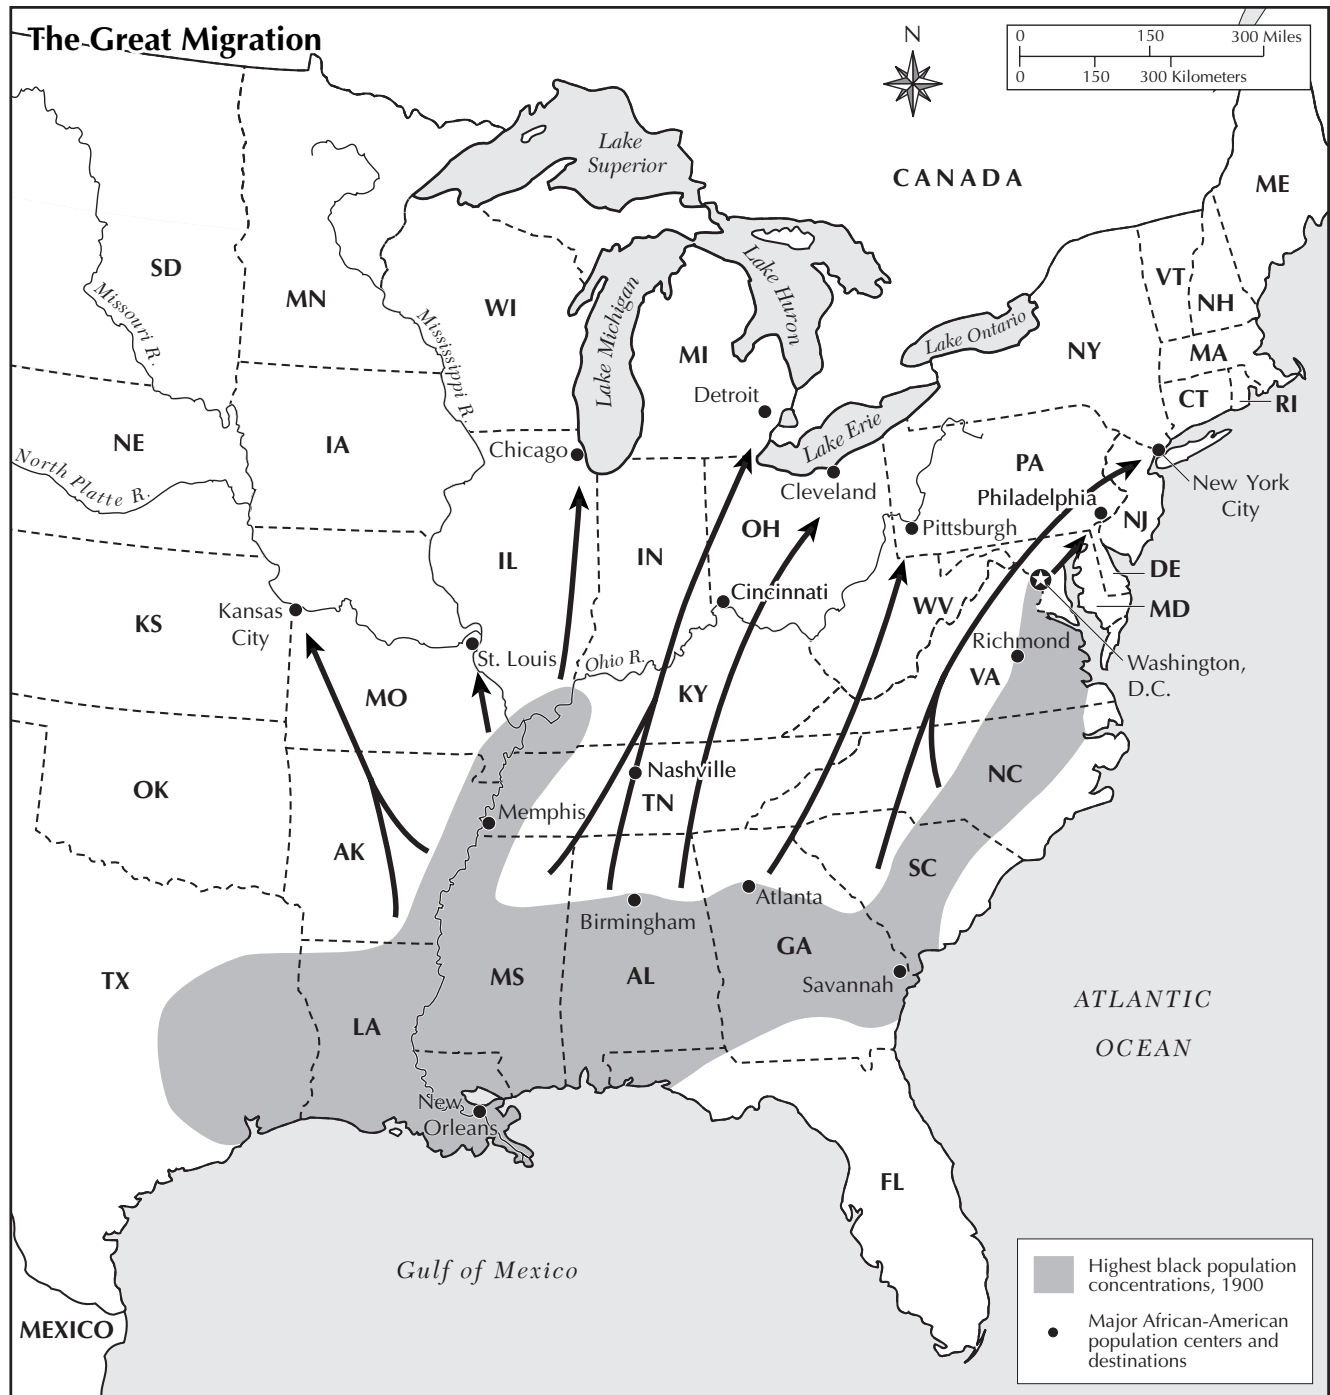 The Great Migration
N
0 150 300 Miles
0 150 300 Kilometers
CANADA
Lake
Superior
Lake Michigan
Lake Huron
Lake Ontario
Lake Erie
ME
VT
NH
MA
CT
RI
NY
SD
MN
WI
MI
Missouri R.
Mississippi R.
Detroit
NE
IA
Chicago
North Platte R.
Cleveland
PA
New York
City
Philadelphia
NJ
Pittsburgh
OH
IN
IL
DE
MD
Cincinnati
WV
Kansas
City
KS
St. Louis
Ohio R.
Richmond
VA
Washington,
D.C.
MO
KY
OK
Nashville
TN
NC
Memphis
AK
SC
Atlanta
Birmingham
GA
TX
MS
AL
Savannah
LA
ATLANTIC
OCEAN
New
Orleans
FL
Gulf of Mexico
MEXICO
Highest black population
concentrations, 1900
Major African-American
population centers and
destinations